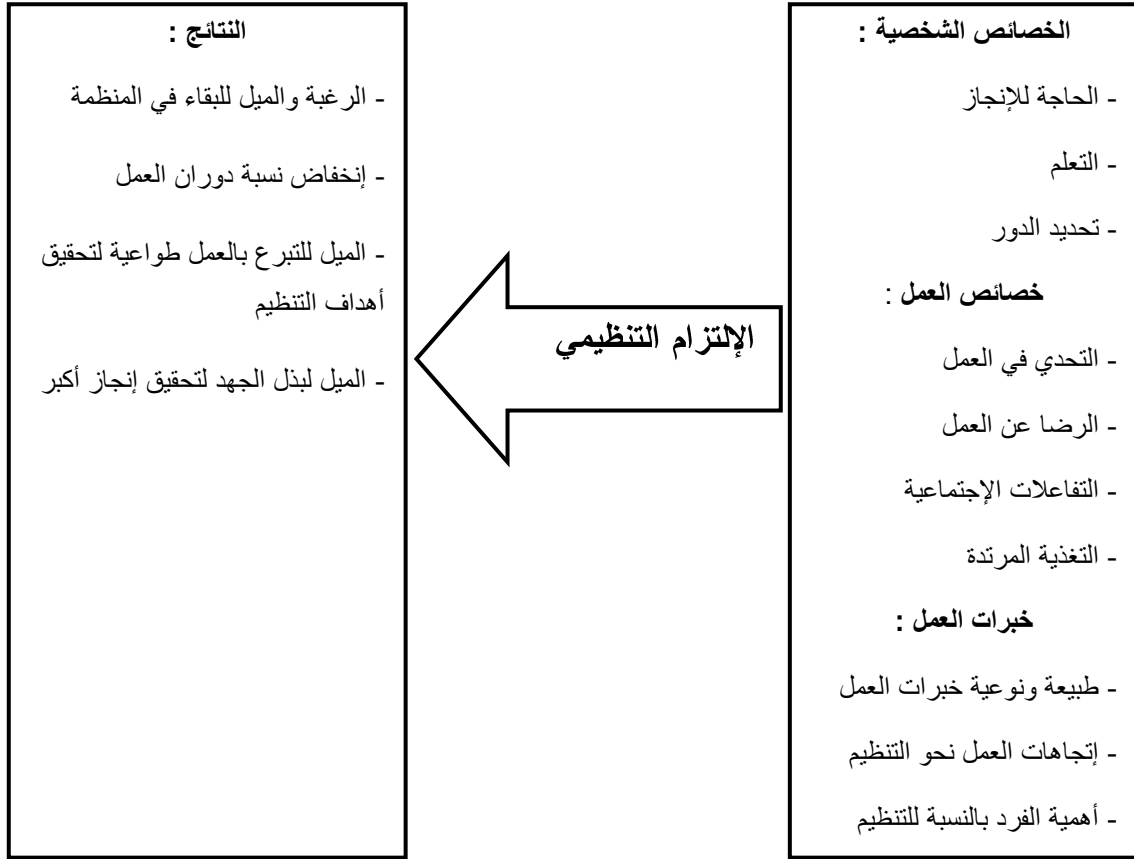 الخصائص الشخصية :
- الحاجة للإنجاز
- التعلم
- تحديد الدور
خصائص العمل :
- التحدي في العمل
- الرضا عن العمل
- التفاعلات الإجتماعية
- التغذية المرتدة
خبرات العمل :
- طبيعة ونوعية خبرات العمل
- إتجاهات العمل نحو التنظيم
- أهمية الفرد بالنسبة للتنظيم
الإلتزام التنظيمي
النتائج :
- الرغبة والميل للبقاء في المنظمة
- إنخفاض نسبة دوران العمل
- الميل للتبرع بالعمل طواعية لتحقيق
أهداف التنظيم
- الميل لبذل الجهد لتحقيق إنجاز أكبر